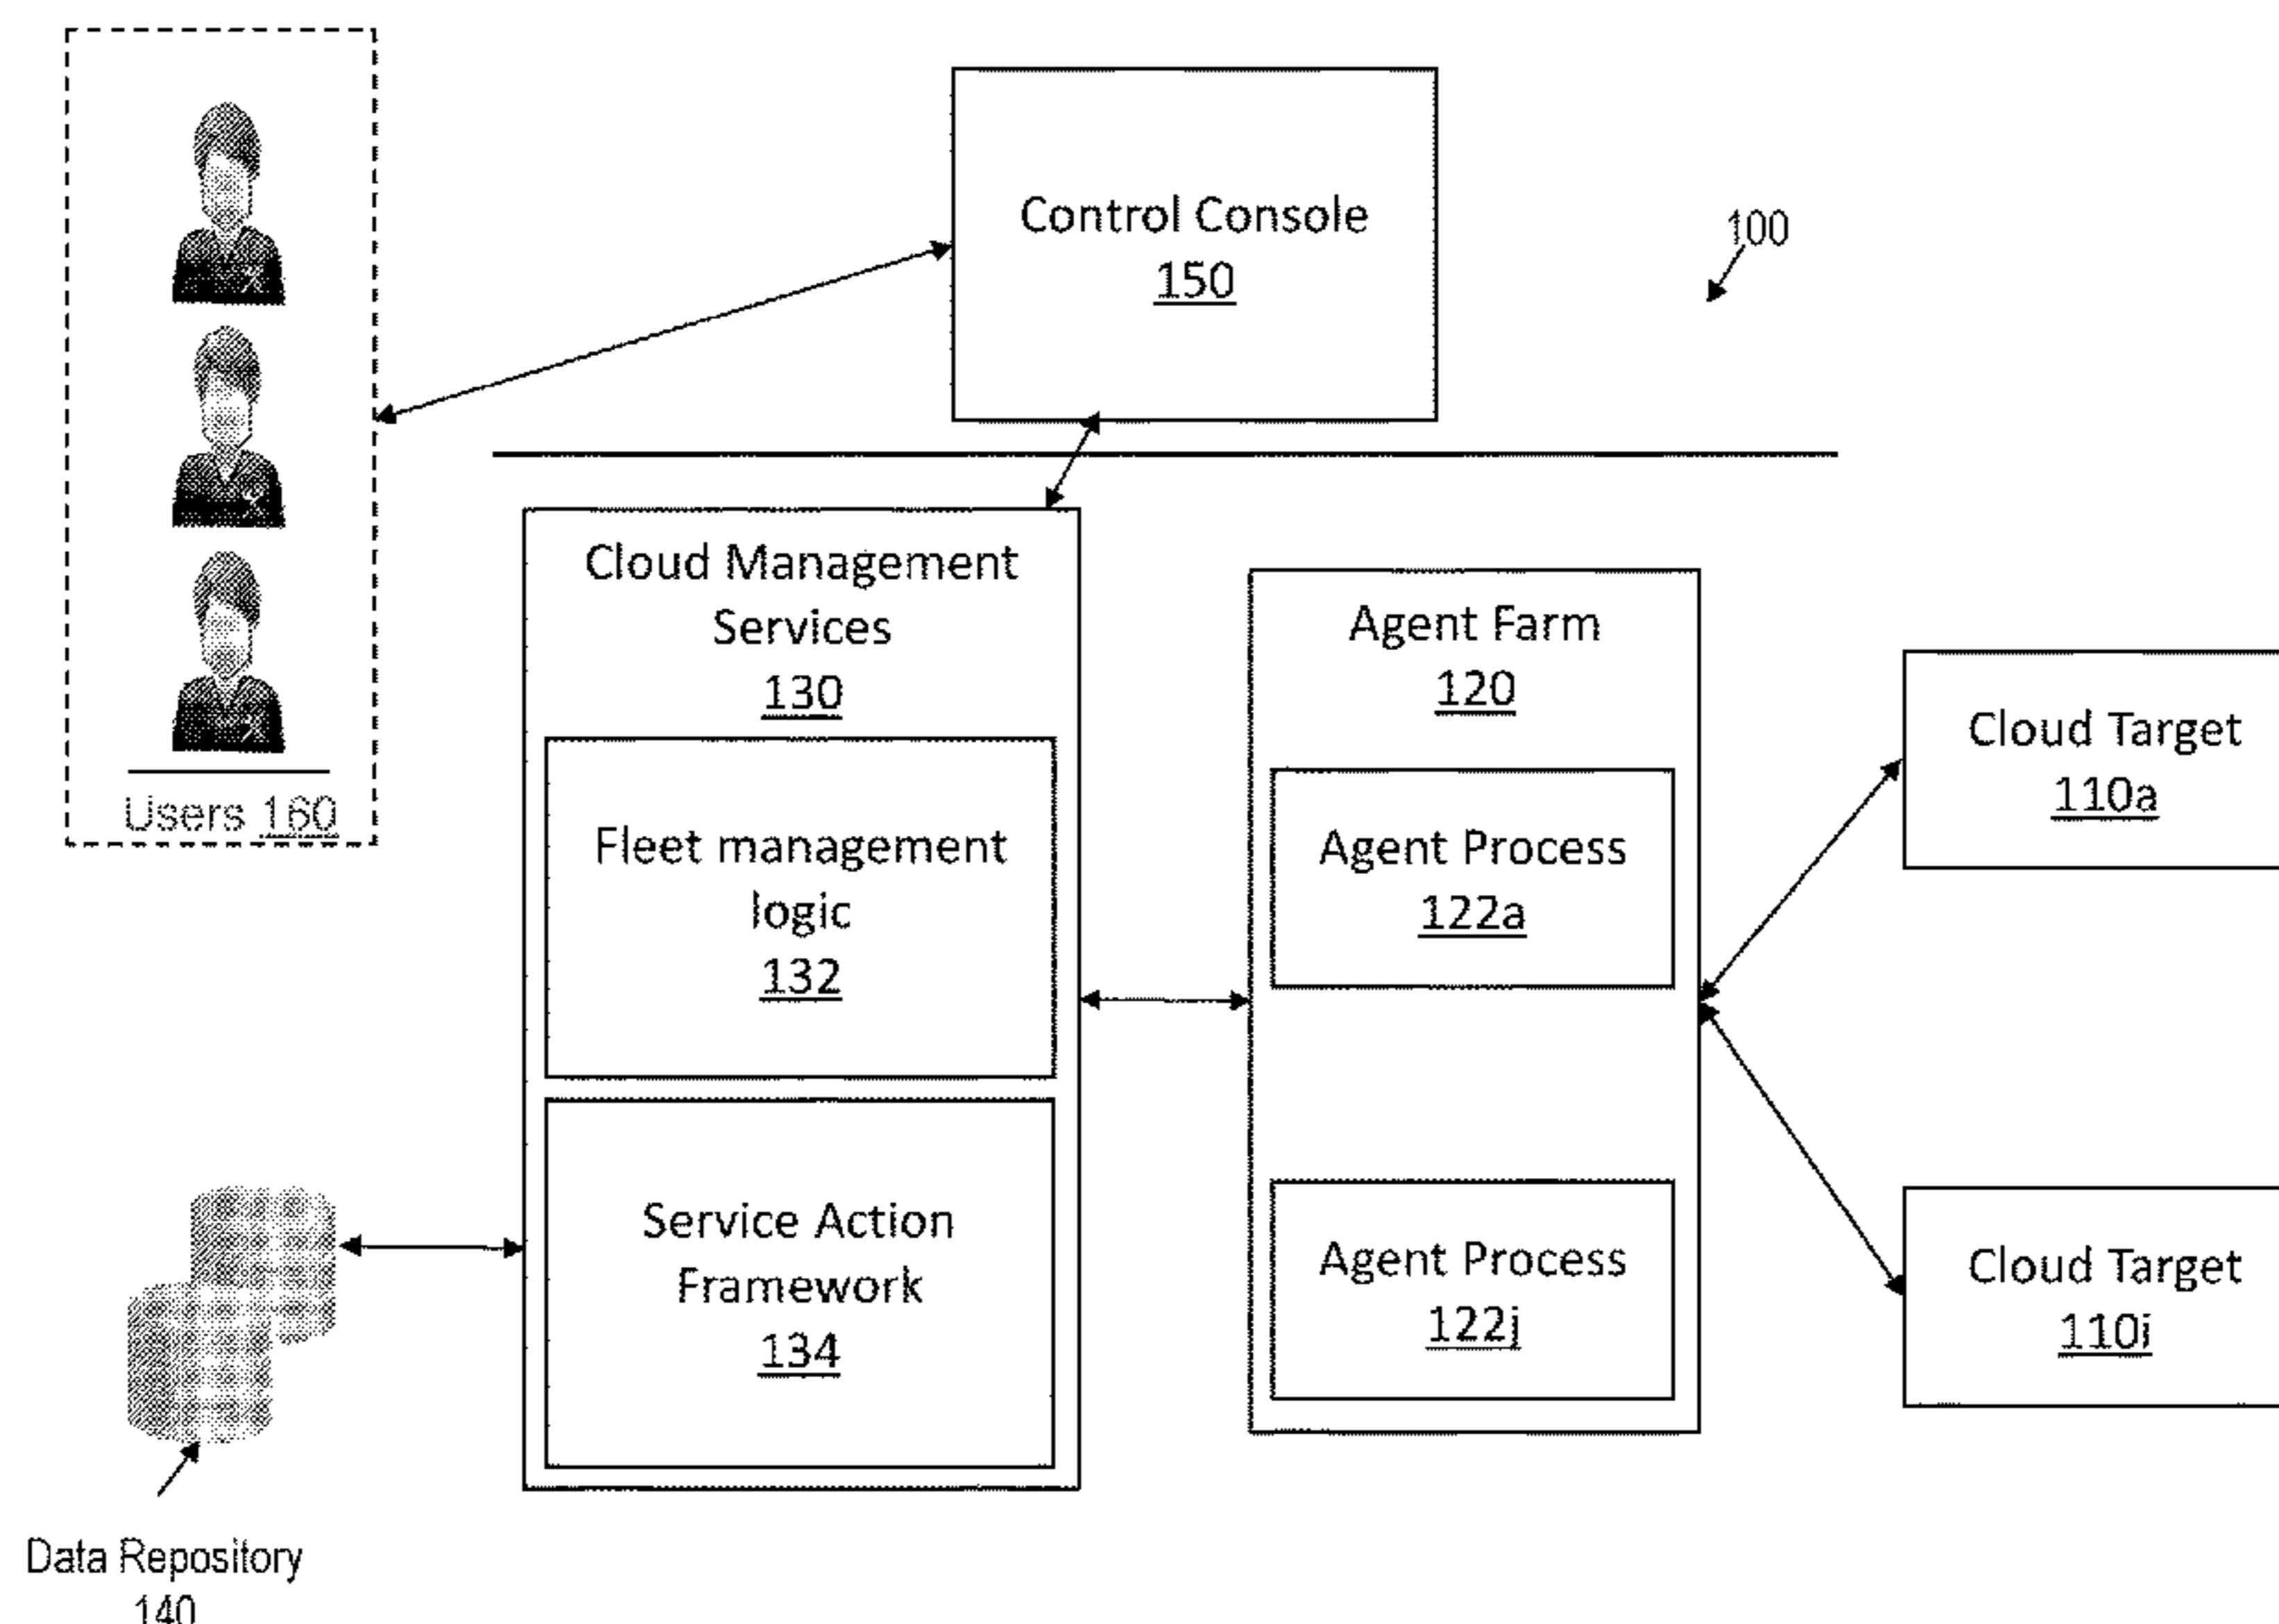 Control Console
150
100
Users 160
Cloud Management
Services
130
Fleet management
logic
132
Service Action
Framework
134
Agent Farm
120
Agent Process
122a
Agent Process
122j
Cloud Target
110a
Cloud Target
110i
Data Repository
140